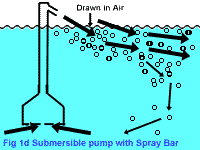 Drawn in Air
Fig 1d Submersible pump with Spray Bar